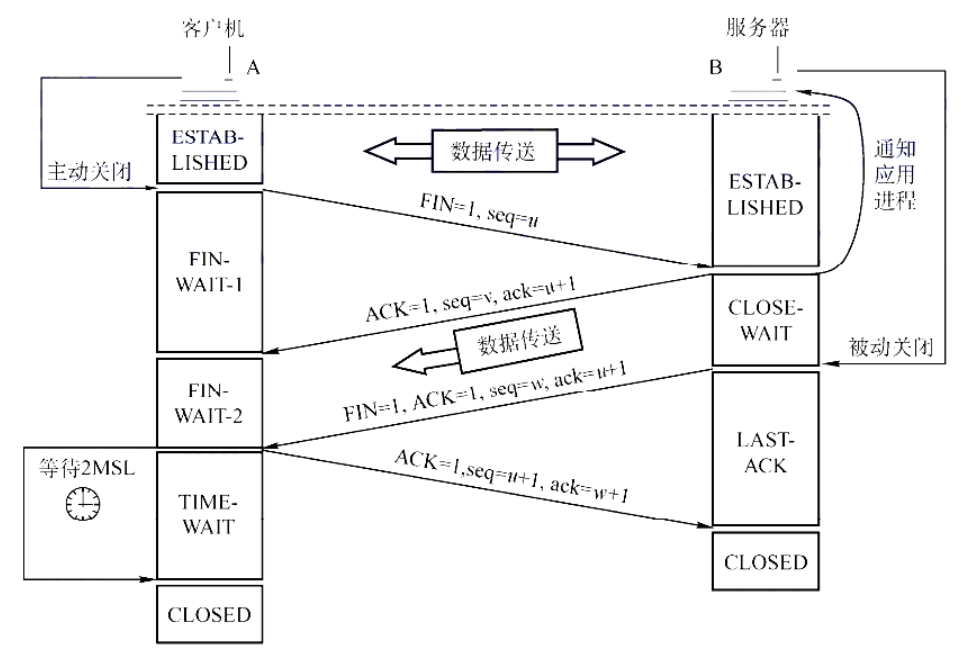 客户机
服务器
A
B
ESTAB-
LISHED
数据传送
ESTAB-
LISHED
通知
应用
进程
主动关闭
FIN=1, seq=u
FIN-
WAIT-1
ACK=1, seq=v, ack=u+1
CLOSE-
WAIT
数据传送
被动关闭
FIN-
WAIT-2
FIN=1, ACK=1, seq=w, ack=u+1
LAST-
ACK
等待2MSL
ACK=1,seq=u+1, ack=w+1
TIME-
WAIT
CLOSED
CLOSED